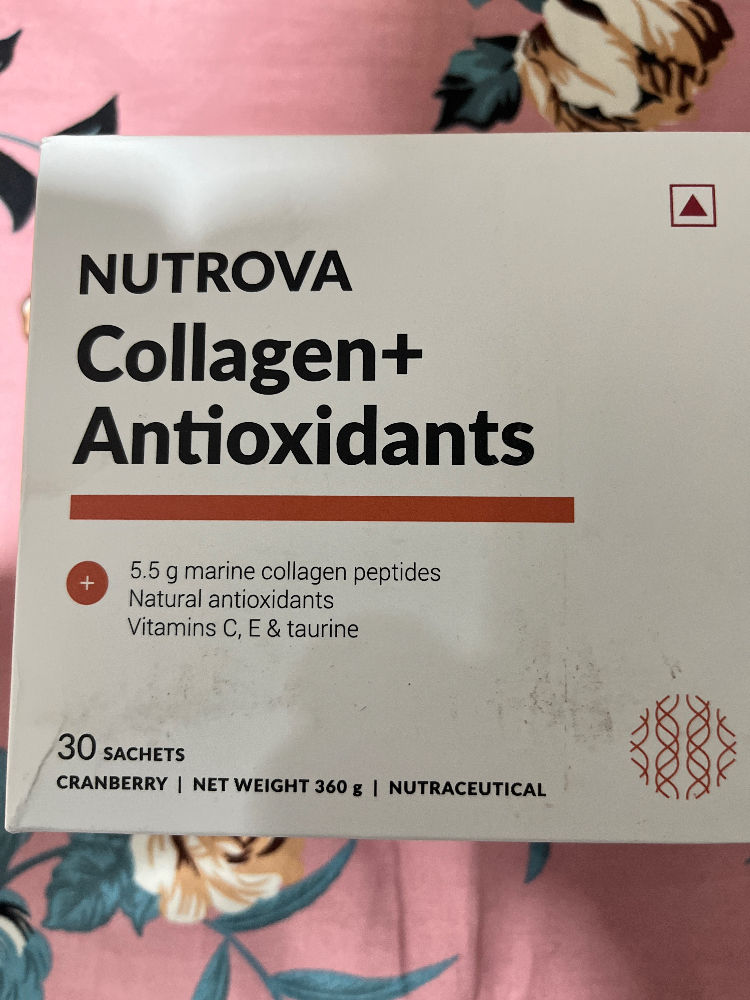 NUTROVA
Collagen+
Antioxidants
+
5.5 g marine collagen peptides
Natural antioxidants
Vitamins C, E & taurine
30 SACHETS
CRANBERRY | NET WEIGHT 360 g | NUTRACEUTICAL